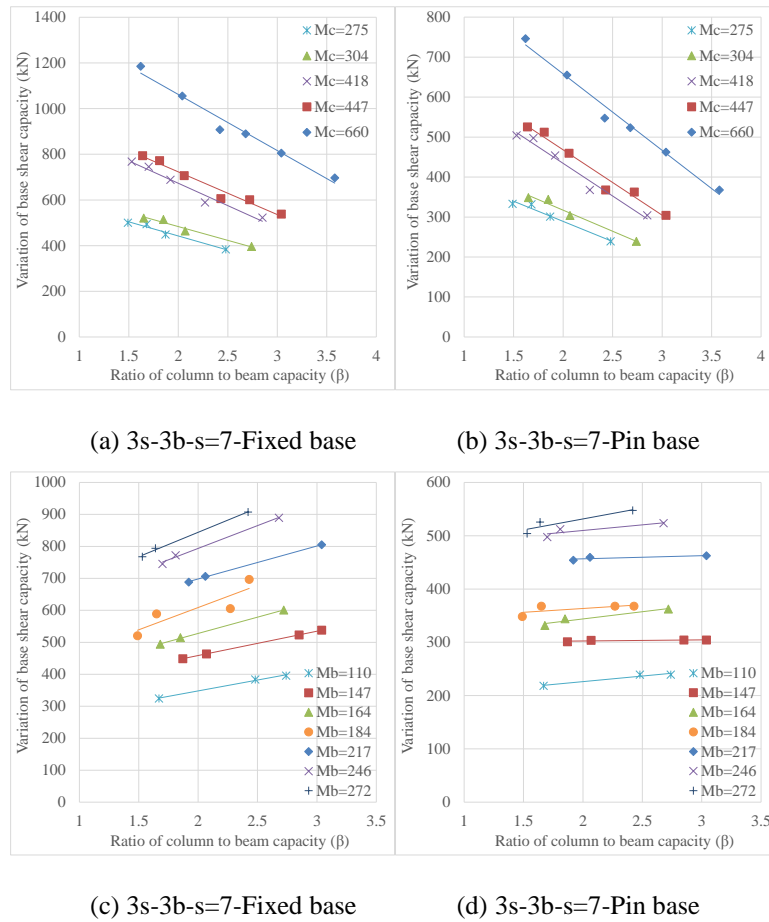 1400
1200
1000
800
600
400
200
0
1
1.5
2
2.5
3
3.5
4
Variation of base shear capacity (kN)
Ratio of column to beam capacity (β)
Mc=275
Mc=304
Mc=418
Mc=447
Mc=660
800
700
600
500
400
300
200
100
0
1
1.5
2
2.5
3
3.5
4
Variation of base shear capacity (kN)
Ratio of column to beam capacity (β)
Mc=275
Mc=304
Mc=418
Mc=447
Mc=660
(a) 3s-3b-s=7-Fixed base
(b) 3s-3b-s=7-Pin base
1000
900
800
700
600
500
400
300
200
100
0
1
1.5
2
2.5
3
3.5
Variation of base shear capacity (kN)
Ratio of column to beam capacity (β)
Mb=110
Mb=147
Mb=164
Mb=184
Mb=217
Mb=246
Mb=272
600
500
400
300
200
100
0
1
1.5
2
2.5
3
3.5
Variation of base shear capacity (kN)
Ratio of column to beam capacity (β)
Mb=110
Mb=147
Mb=164
Mb=184
Mb=217
Mb=246
Mb=272
(c) 3s-3b-s=7-Fixed base
(d) 3s-3b-s=7-Pin base